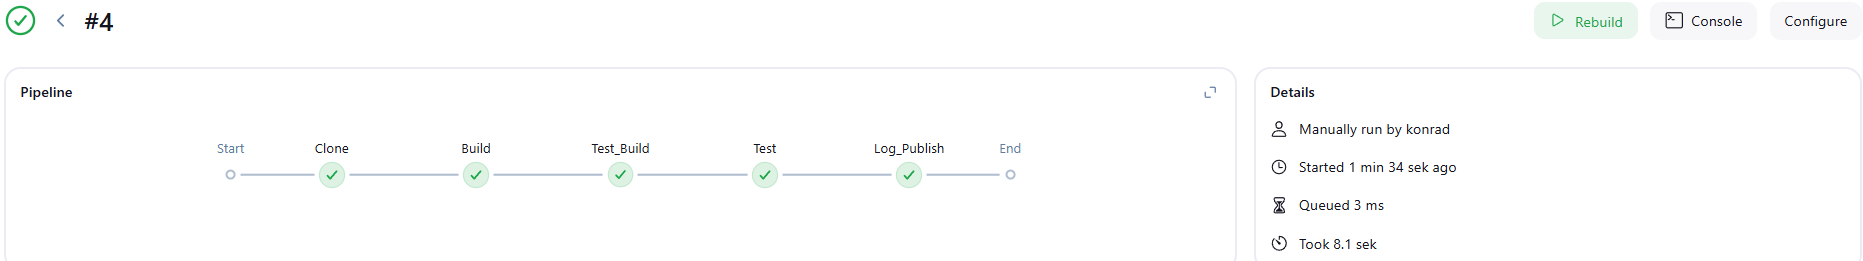 #4
Rebuild
Console
Configure
Pipeline
Start
Clone
Build
Test_Build
Test
Log_Publish
End
Details
Manually run by konrad
Started 1 min 34 sek ago
Queued 3 ms
Took 8.1 sek